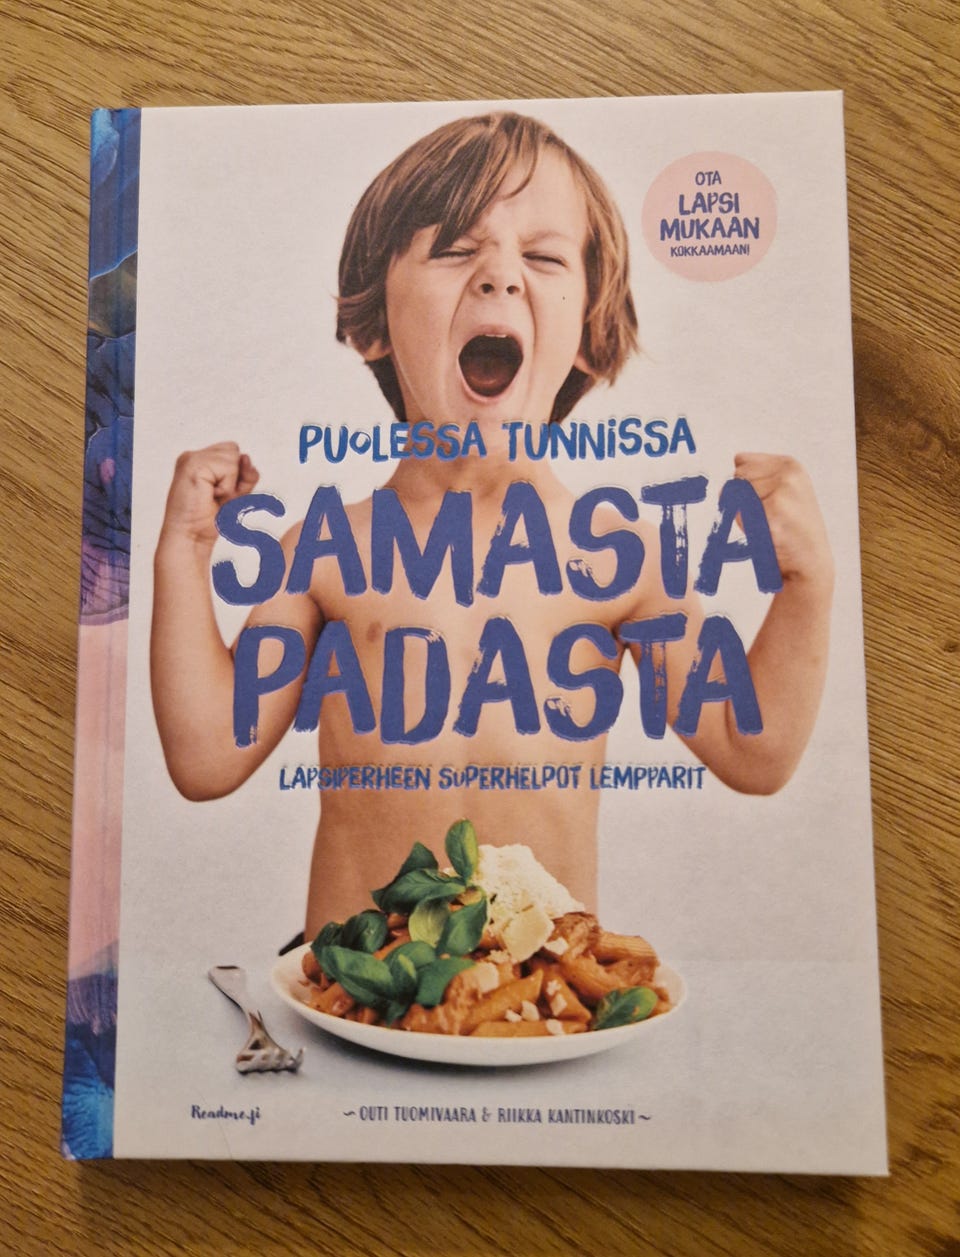 OTA
LAPSI
MUKAAN
KOKKAAMAAN!
PUOLESSA TUNNISSA
SAMASTA
PADASTA
LAPSIPERHEEN SUPERHELPOT LEMPPARIT
Readme.fi
~OUTI TUOMIVAARA & RIIKKA KANTINKOSKI~